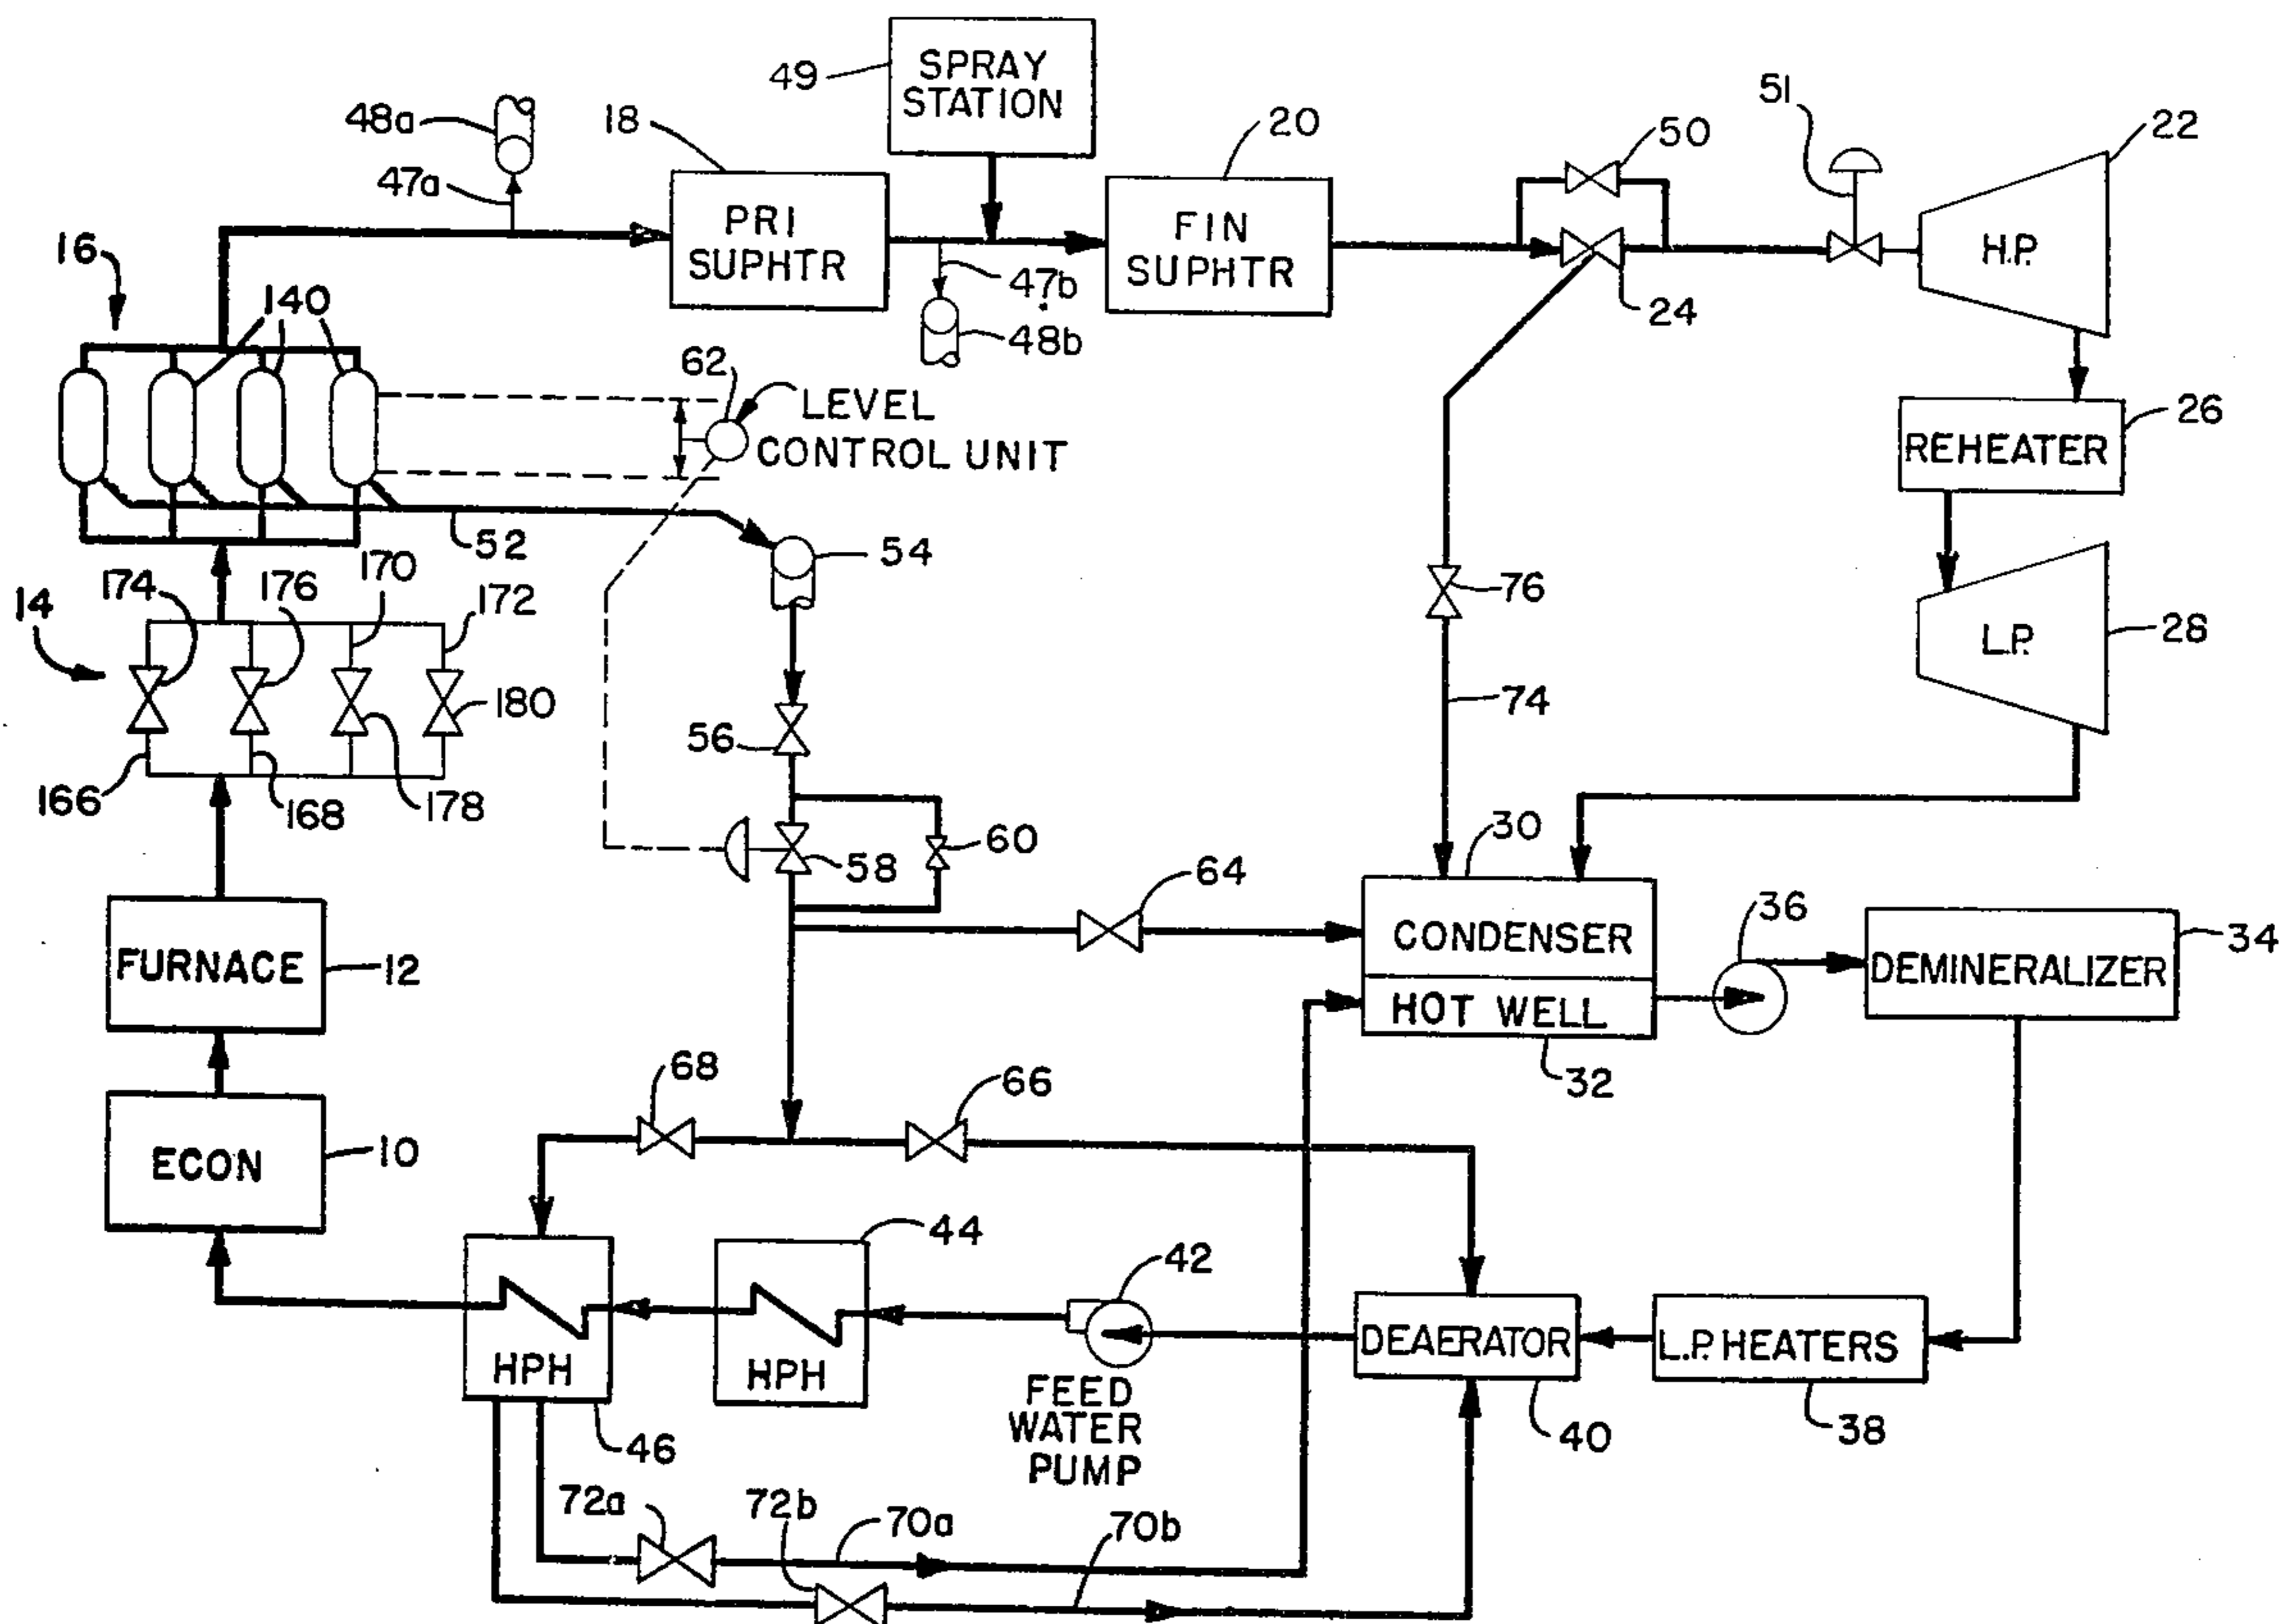 49
SPRAY
STATION
51
48a
18
20
50
22
47a
PRI
SUPHTR
FIN
SUPHTR
H.P.
16
140
47b
24
48b
62
LEVEL
CONTROL UNIT
26
REHEATER
52
54
170
174
176
172
76
14
28
L.P.
180
74
56
166
168
178
60
30
58
64
36
CONDENSER
34
DEMINERALIZER
FURNACE
12
HOT WELL
68
66
32
ECON
10
44
42
DEAERATOR
L.P. HEATERS
HPH
HPH
FEED
WATER
PUMP
46
40
38
72a
72b
70a
70b